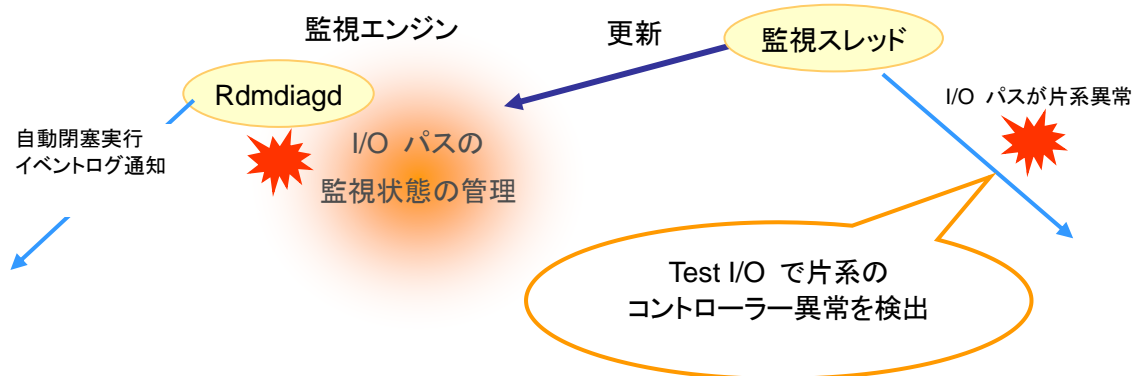 監視エンジン
更新
監視スレッド
Rdmdiagd
I/O パスが片系異常
自動閉塞実行
イベントログ通知
I/O パスの
監視状態の管理
Test I/O で片系の
コントローラー異常を検出